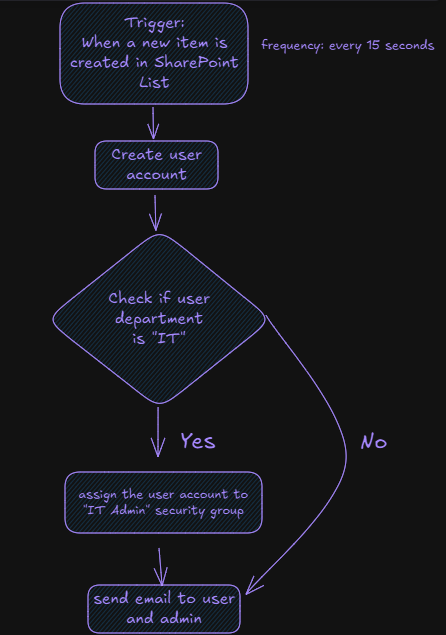 Trigger:
When a new item is
created in SharePoint
List
frequency: every 15 seconds
Create user
account
Check if user
department
is "IT"
Yes
No
assign the user account to
"IT Admin" security group
send email to user
and admin